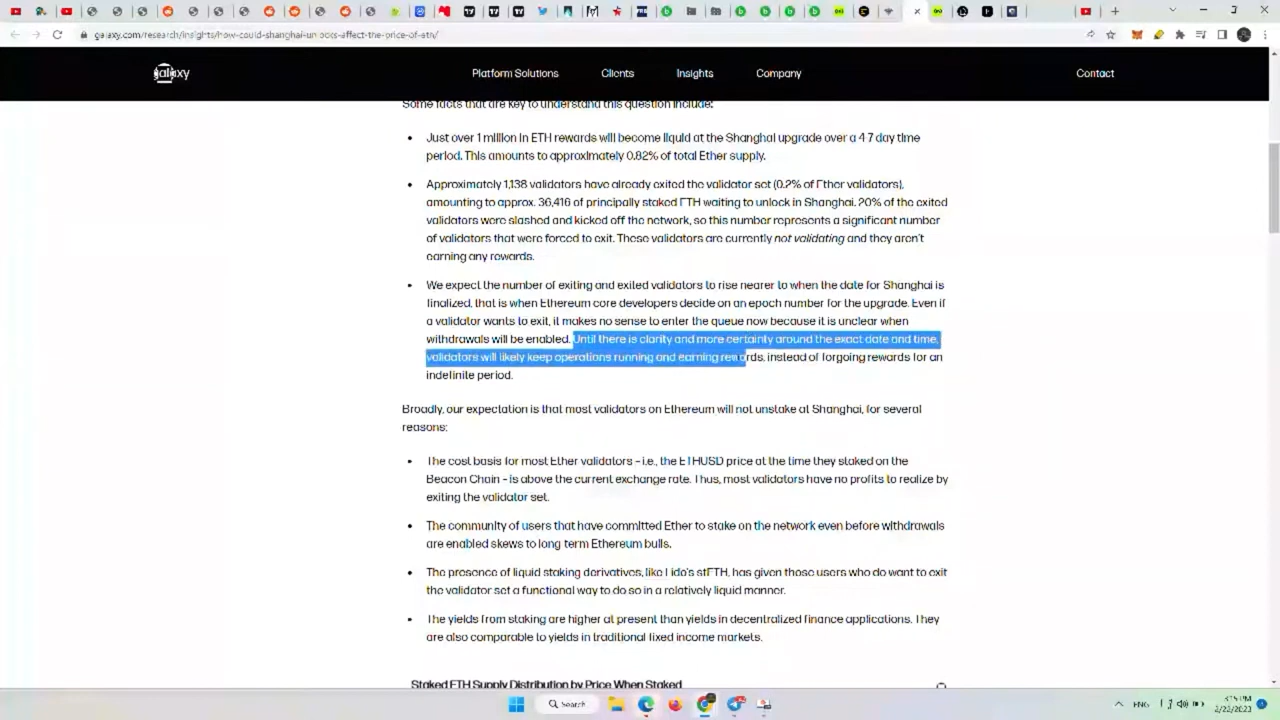 galaxy.com/research/insights/how-could-shanghai-unlocks-affect-the-price-of-eth/
galaxy
Platform Solutions
Clients
Insights
Company
Contact
Some facts that are key to understand this question include:
• Just over 1 million in ETH rewards will become liquid at the Shanghai upgrade over a 4-7 day time
period. This amounts to approximately 0.82% of total Ether supply.
• Approximately 1,138 validators have already exited the validator set (0.2% of Ether validators),
amounting to approx. 36,416 of principally staked ETH waiting to unlock in Shanghai. 20% of the exited
validators were slashed and kicked off the network, so this number represents a significant number
of validators that were forced to exit. These validators are currently not validating and they aren't
earning any rewards.
• We expect the number of exiting and exited validators to rise nearer to when the date for Shanghai is
finalized, that is when Ethereum core developers decide on an epoch number for the upgrade. Even if
a validator wants to exit, it makes no sense to enter the queue now because it is unclear when
withdrawals will be enabled. Until there is clarity and more certainty around the exact date and time,
validators will likely keep operations running and earning rewards, instead of forgoing rewards for an
indefinite period.
Broadly, our expectation is that most validators on Ethereum will not unstake at Shanghai, for several
reasons:
• The cost basis for most Ether validators – i.e., the ETHUSD price at the time they staked on the
Beacon Chain – is above the current exchange rate. Thus, most validators have no profits to realize by
exiting the validator set.
• The community of users that have committed Ether to stake on the network even before withdrawals
are enabled skews to long term Ethereum bulls.
• The presence of liquid staking derivatives, like Lido's stETH, has given those users who do want to exit
the validator set a functional way to do so in a relatively liquid manner.
• The yields from staking are higher at present than yields in decentralized finance applications. They
are also comparable to yields in traditional fixed income markets.
Staked ETH Supply Distribution by Price When Staked
Search
ENG
2/22/2023